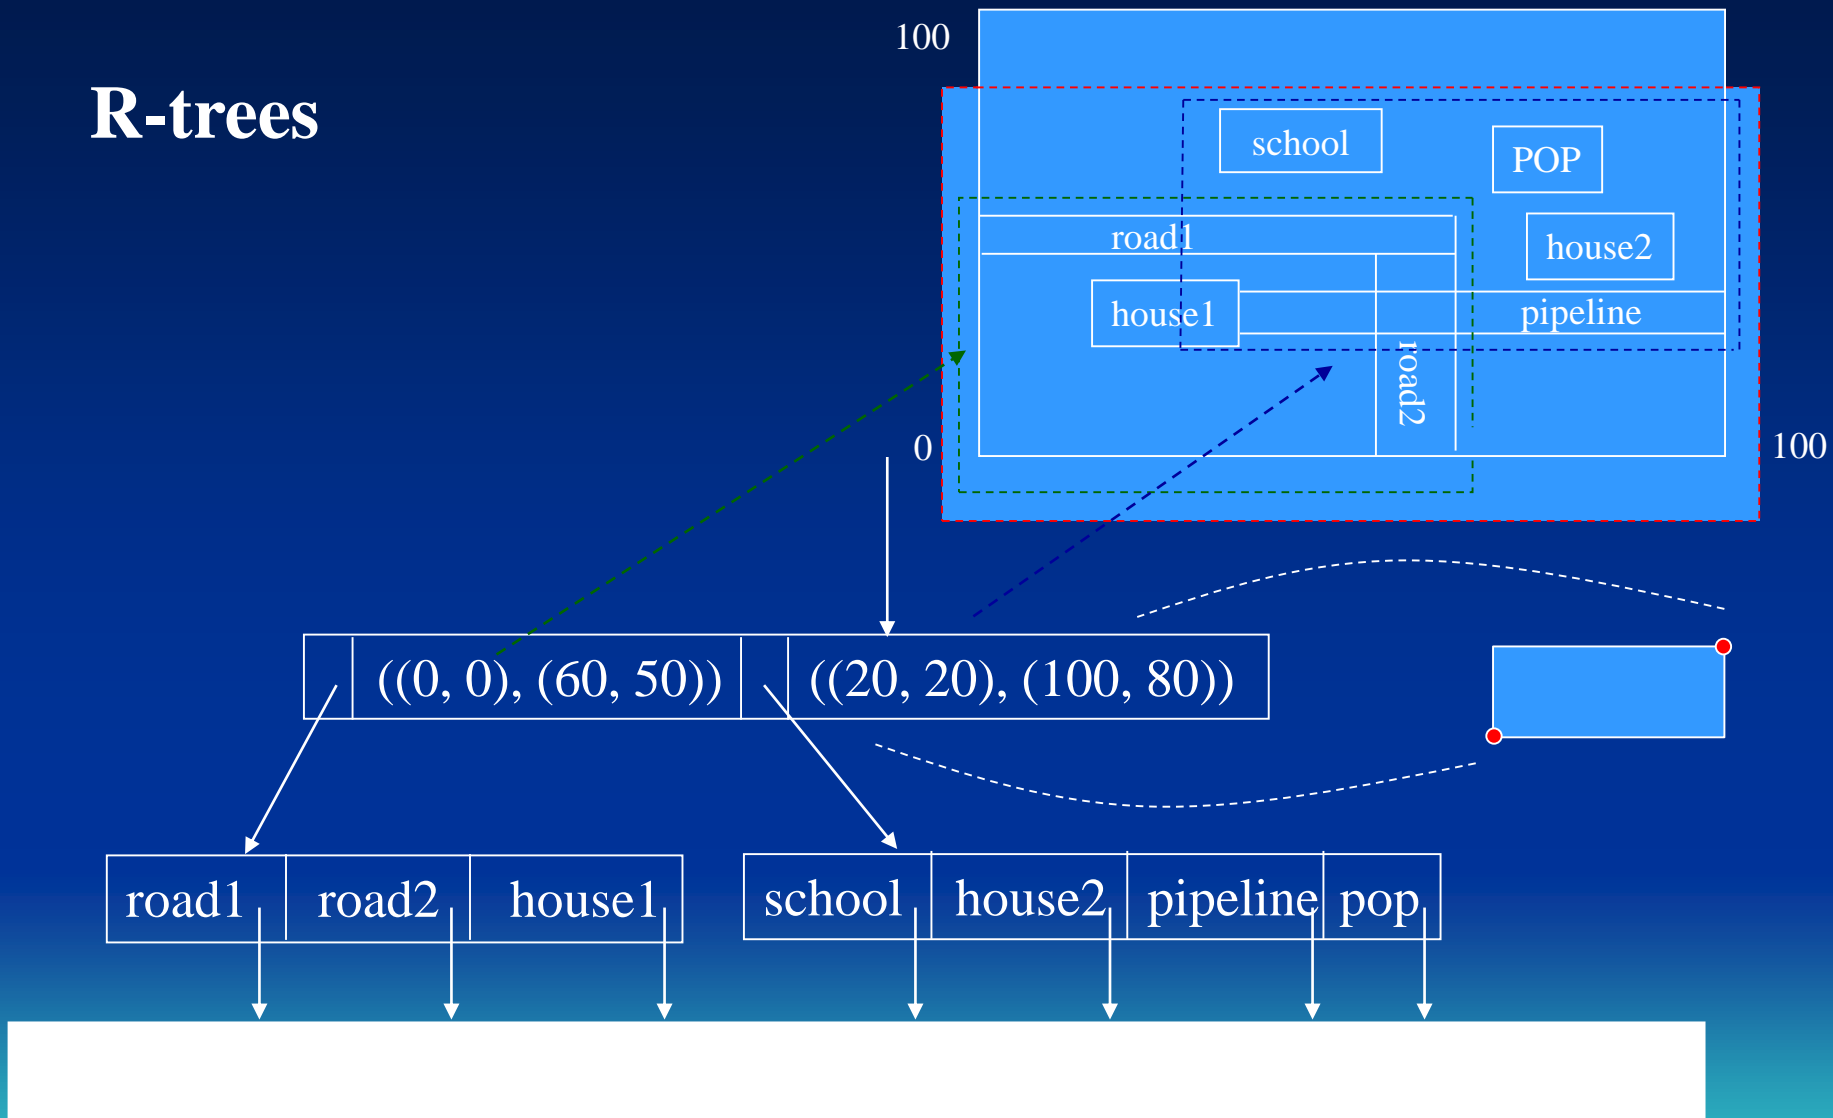 R-trees
100
school
POP
road1
house2
house1
pipeline
road2
0
100
((0, 0), (60, 50))
((20, 20), (100, 80))
road1
road2
house1
school
house2
pipeline
pop